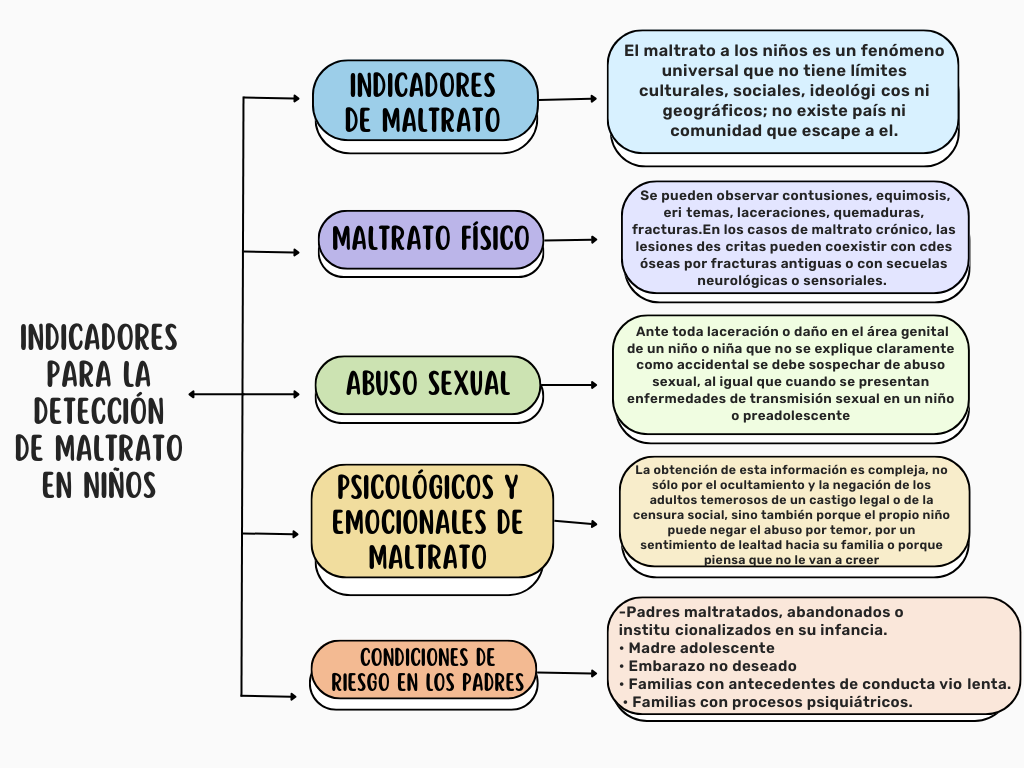 INDICADORES
PARA LA
DETECCIÓN
DE MALTRATO
EN NIÑOS
INDICADORES
DE MALTRATO
El maltrato a los niños es un fenómeno
universal que no tiene límites
culturales, sociales, ideológi cos ni
geográficos; no existe país ni
comunidad que escape a el.
MALTRATO FÍSICO
Se pueden observar contusiones, equimosis,
eri temas, laceraciones, quemaduras,
fracturas.En los casos de maltrato crónico, las
lesiones des critas pueden coexistir con cdes
óseas por fracturas antiguas o con secuelas
neurológicas o sensoriales.
ABUSO SEXUAL
Ante toda laceración o daño en el área genital
de un niño o niña que no se explique claramente
como accidental se debe sospechar de abuso
sexual, al igual que cuando se presentan
enfermedades de transmisión sexual en un niño
o preadolescente
PSICOLÓGICOS Y
EMOCIONALES DE
MALTRATO
La obtención de esta información es compleja, no
sólo por el ocultamiento y la negación de los
adultos temerosos de un castigo legal o de la
censura social, sino también porque el propio niño
puede negar el abuso por temor, por un
sentimiento de lealtad hacia su familia o porque
piensa que no le van a creer
CONDICIONES DE
RIESGO EN LOS PADRES
-Padres maltratados, abandonados o
institu cionalizados en su infancia.
• Madre adolescente
• Embarazo no deseado
• Familias con antecedentes de conducta vio lenta.
• Familias con procesos psiquiátricos.